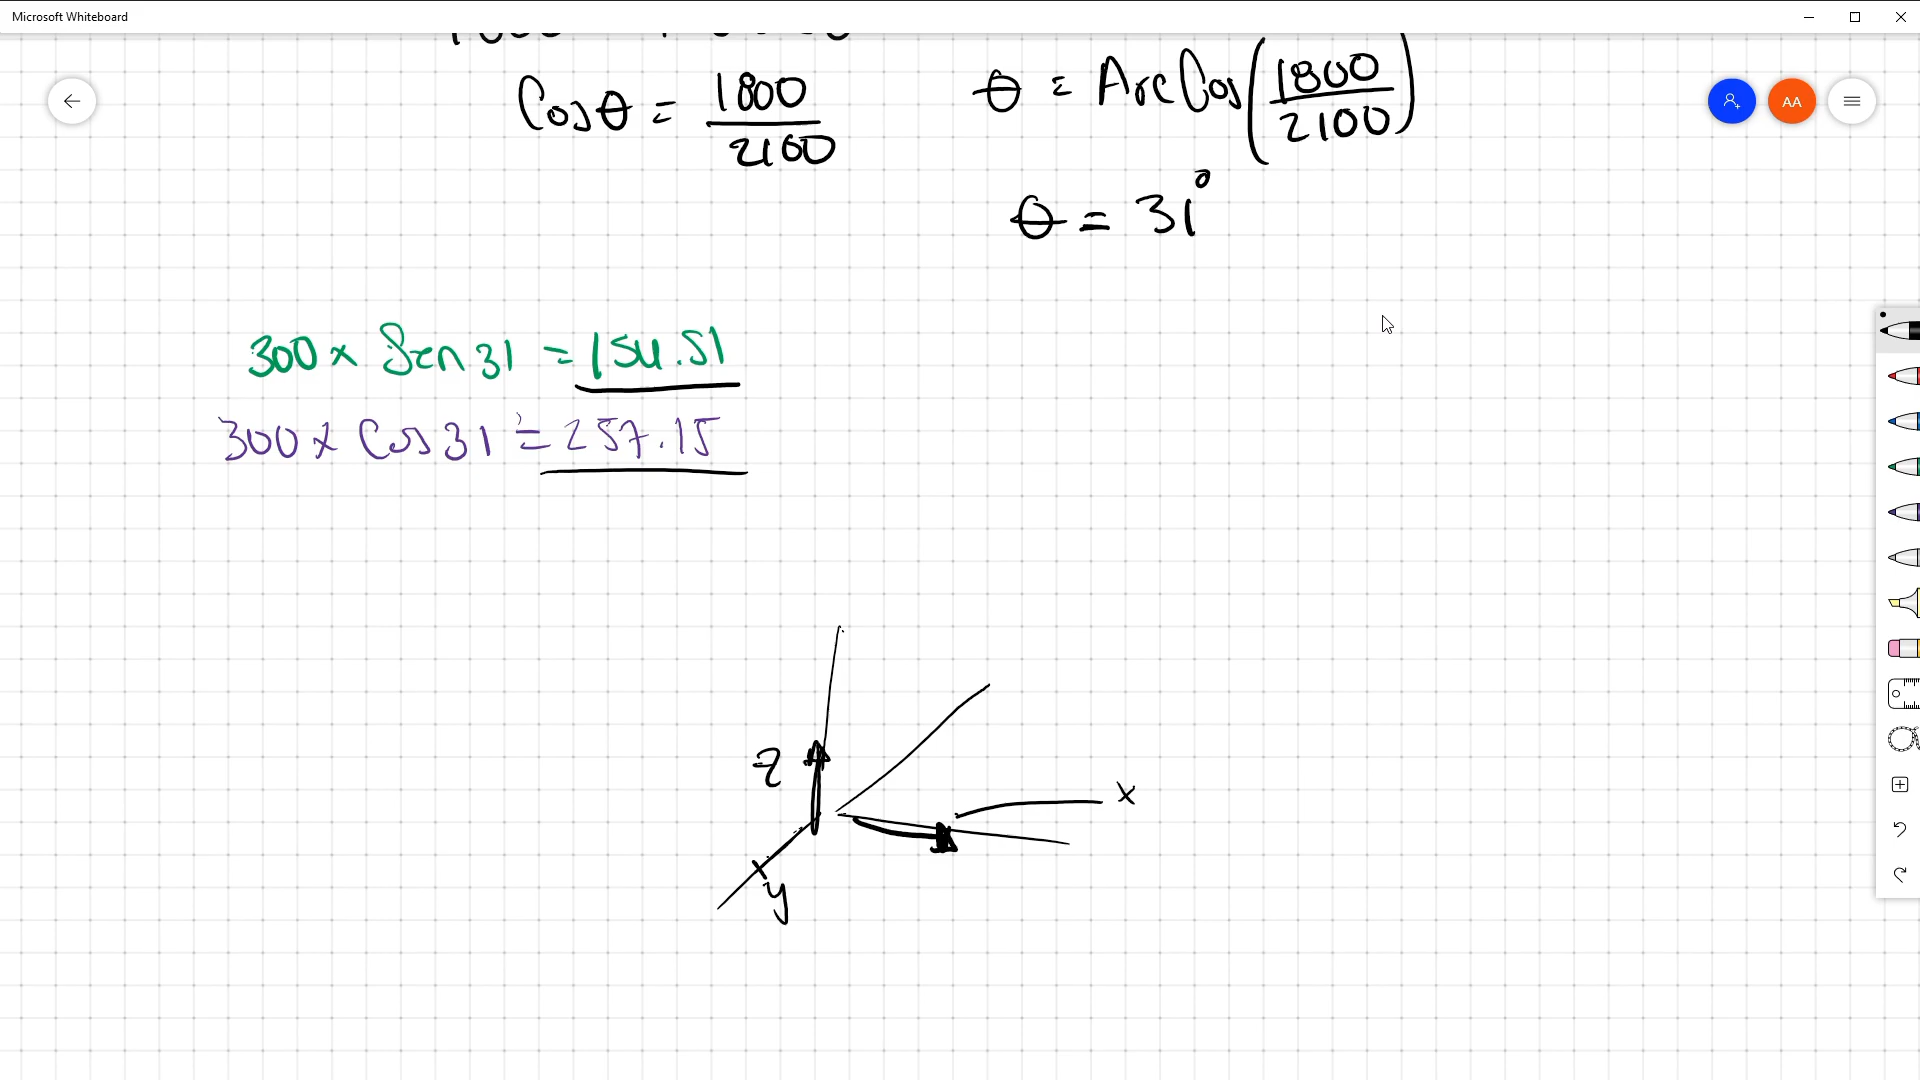 Microsoft Whiteboard
Cosθ = 1800/2100
θ = ArcCos(1800/2100)
AA
θ = 31°
300 x Sen 31 = 154.51
300 x Cos 31 = 257.15
z
x
y